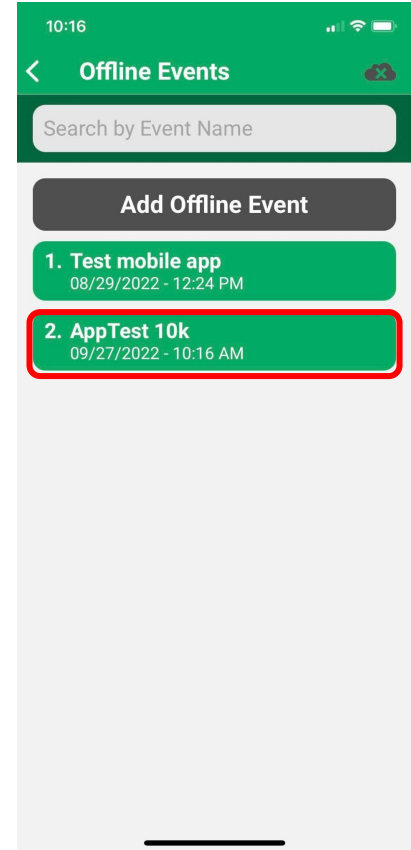 10:16
Offline Events
Search by Event Name
Add Offline Event
1. Test mobile app
08/29/2022 - 12:24 PM
2. AppTest 10k
09/27/2022 - 10:16 AM